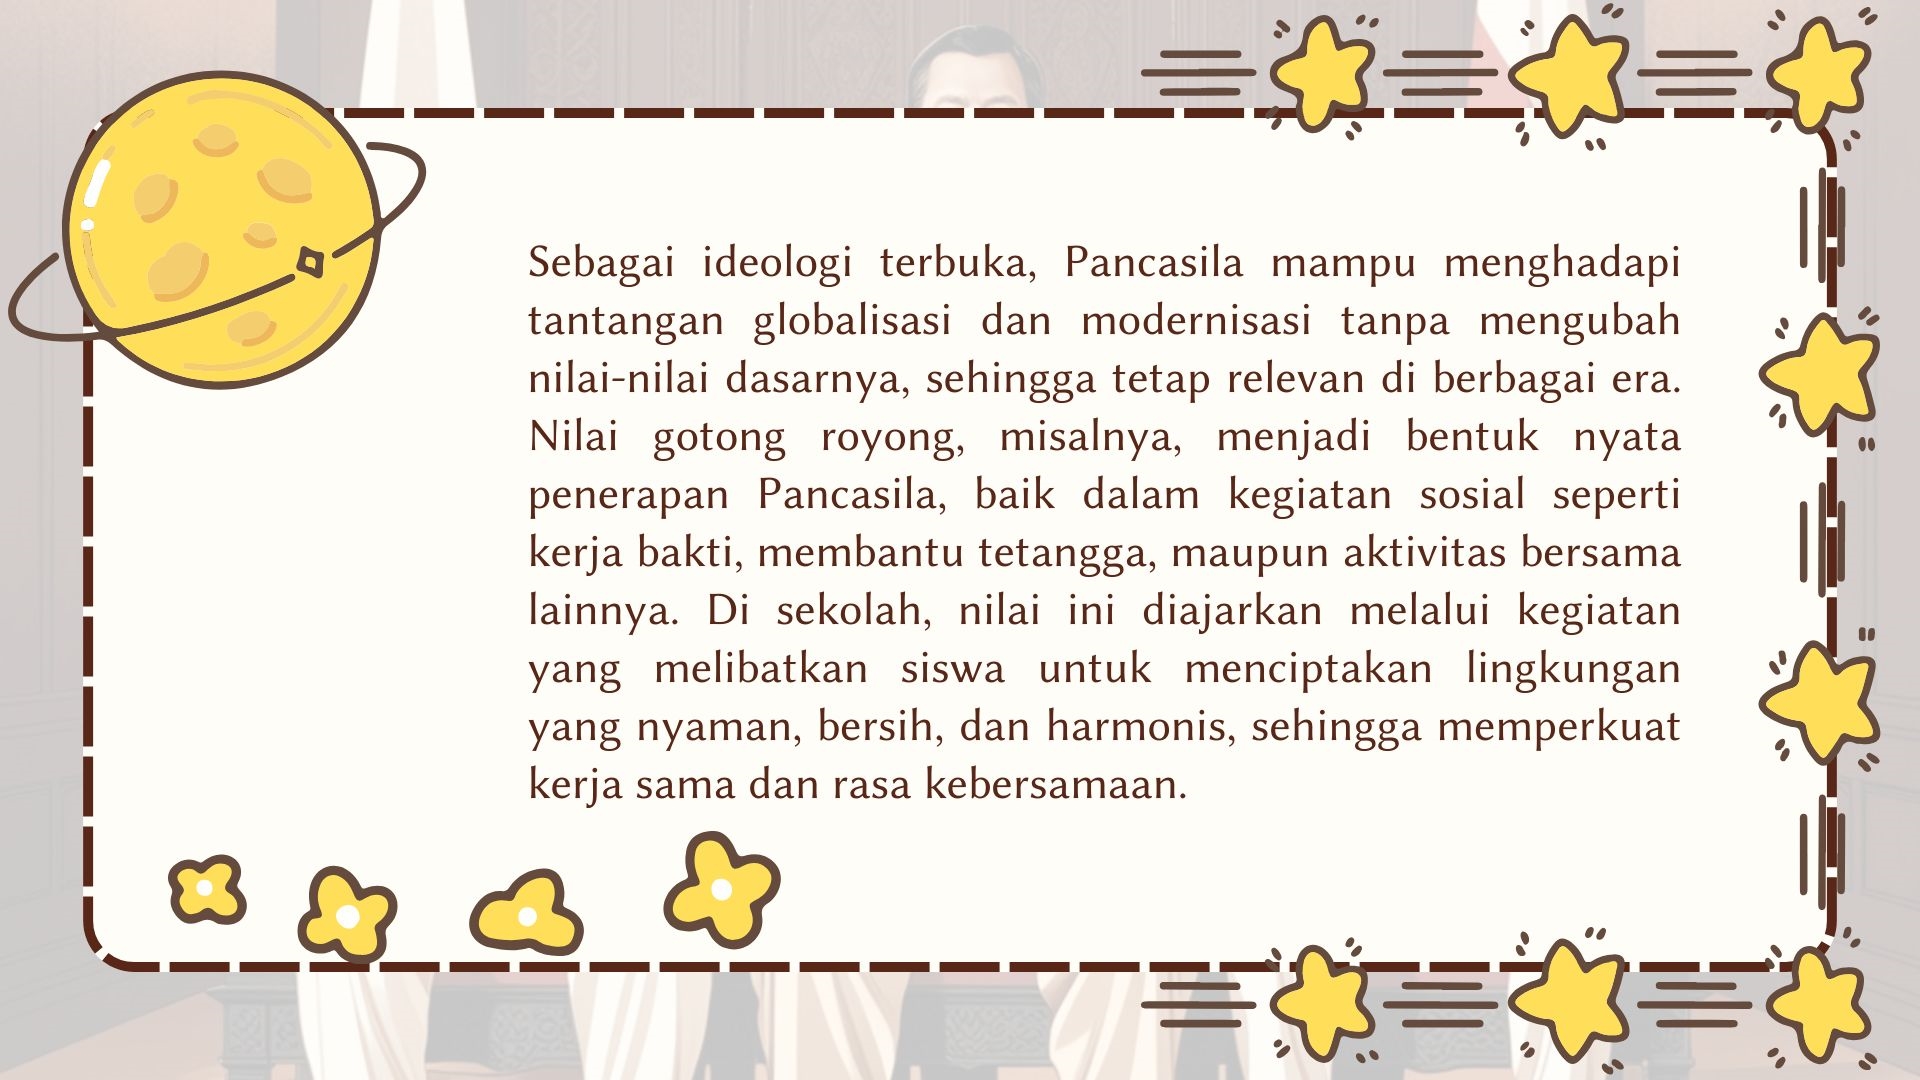 Sebagai ideologi terbuka, Pancasila mampu menghadapi
tantangan globalisasi dan modernisasi tanpa mengubah
nilai-nilai dasarnya, sehingga tetap relevan di berbagai era.
Nilai gotong royong, misalnya, menjadi bentuk nyata
penerapan Pancasila, baik dalam kegiatan sosial seperti
kerja bakti, membantu tetangga, maupun aktivitas bersama
lainnya. Di sekolah, nilai ini diajarkan melalui kegiatan
yang melibatkan siswa untuk menciptakan lingkungan
yang nyaman, bersih, dan harmonis, sehingga memperkuat
kerja sama dan rasa kebersamaan.